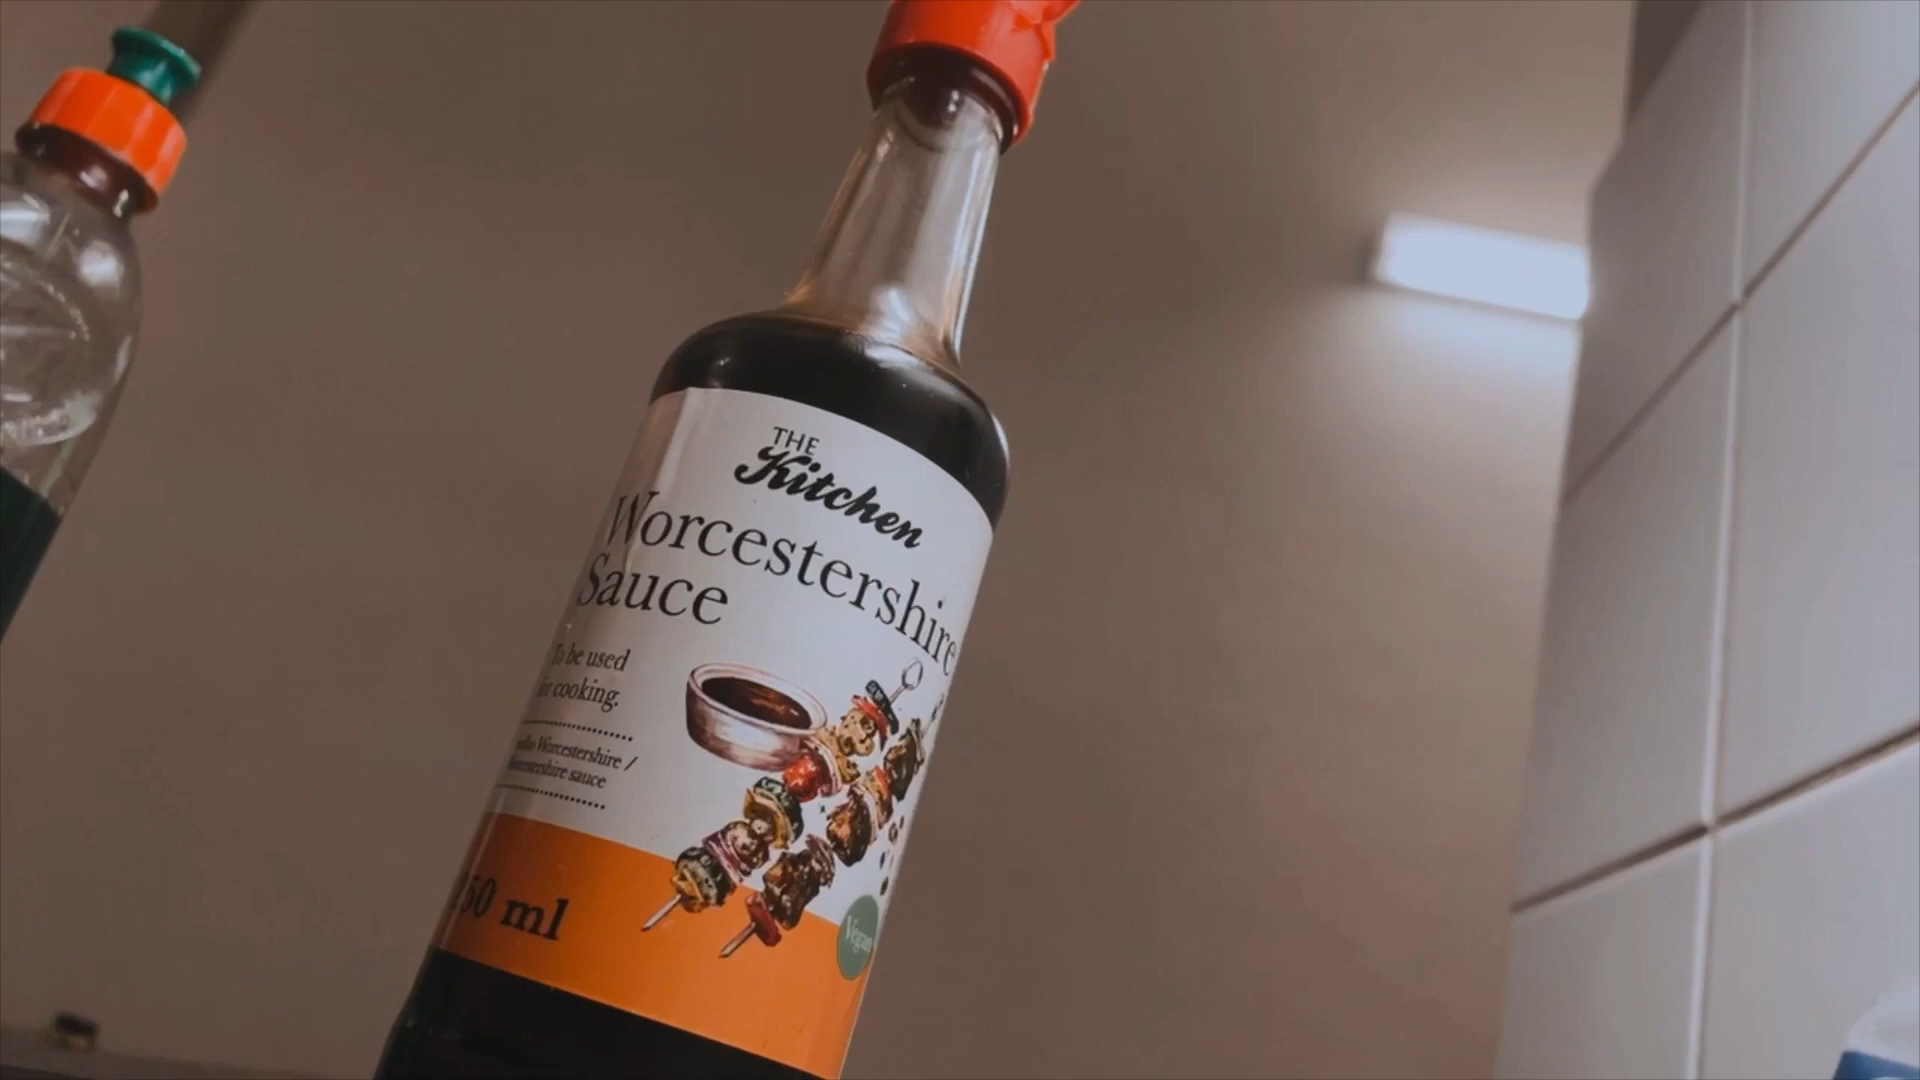 THE
Kitchen
Worcestershire
Sauce
To be used
for cooking.
Worcestershire /
Worcestershire sauce
ml
Vegan